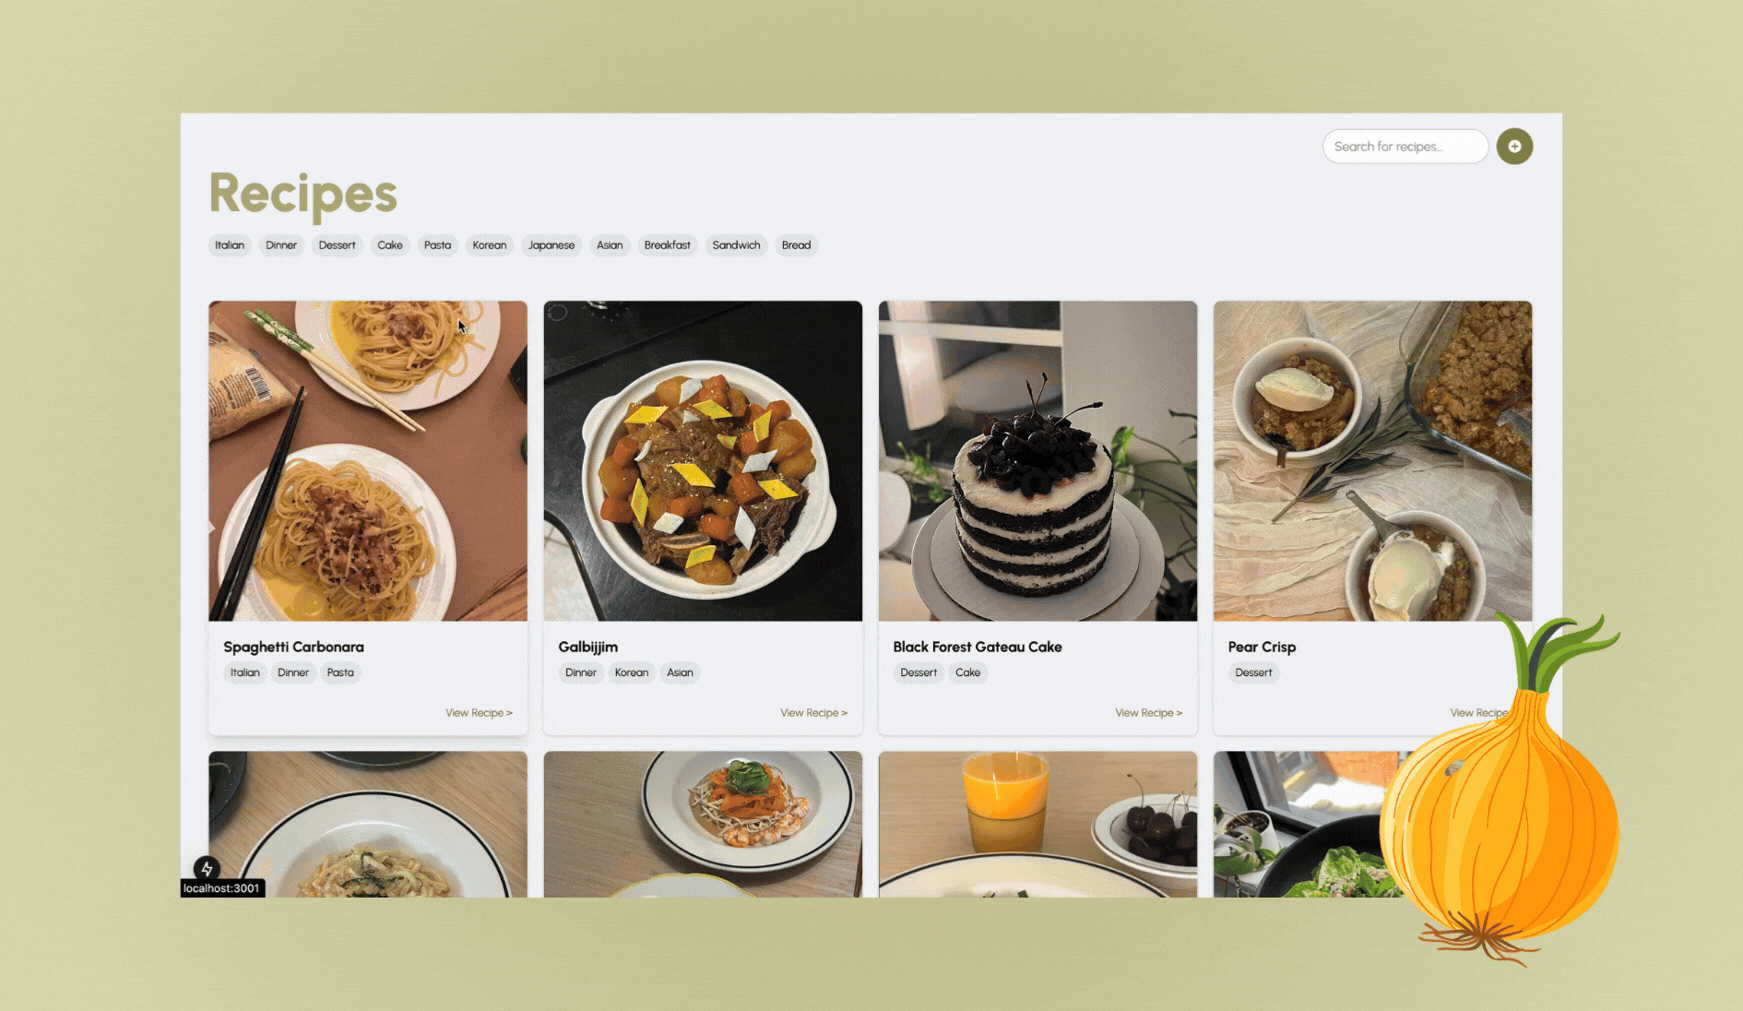 Search for recipes...
Recipes
Italian Dinner Dessert Cake Pasta Korean Japanese Asian Breakfast Sandwich Bread
Spaghetti Carbonara
Italian Dinner Pasta
View Recipe >
Galbijjim
Dinner Korean Asian
View Recipe >
Black Forest Gateau Cake
Dessert Cake
View Recipe >
Pear Crisp
Dessert
View Recipe
localhost:3001